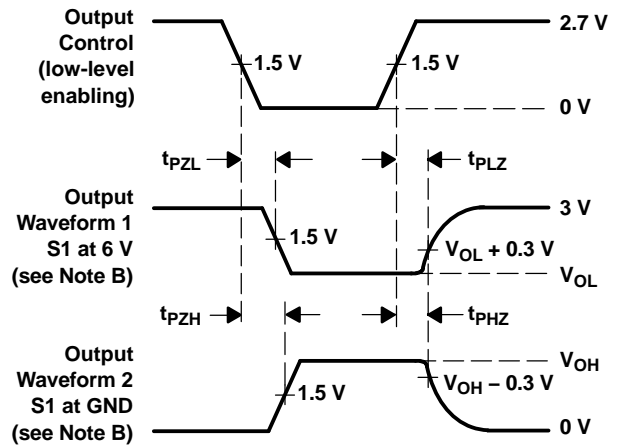 Output
Control
(low-level
enabling)
1.5 V
1.5 V
2.7 V
0 V
tPZL
tPLZ
Output
Waveform 1
S1 at 6 V
(see Note B)
1.5 V
3 V
VOL + 0.3 V
VOL
tPZH
tPHZ
Output
Waveform 2
S1 at GND
(see Note B)
1.5 V
VOH
VOH − 0.3 V
0 V